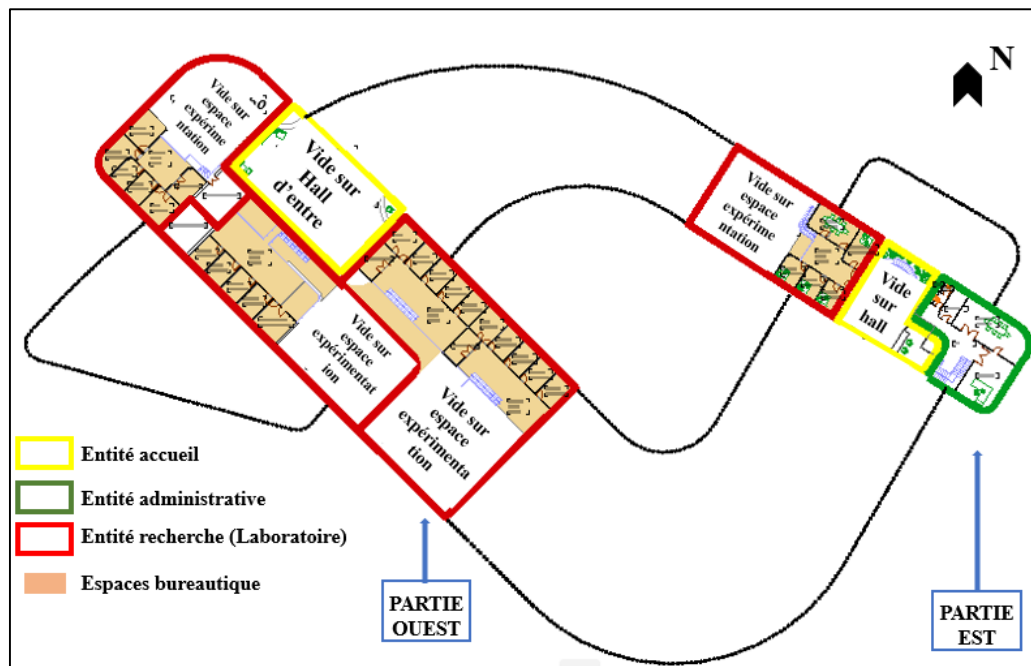 N
Vide sur
espace
expérime
ntation
Vide sur
Hall
d'entre
Vide sur
espace
expérime
ntation
Vide
sur
hall
Vide sur
espace
expérimentat
ion
Vide sur
espace
expérimenta
tion
Entité accueil
Entité administrative
Entité recherche (Laboratoire)
Espaces bureautique
PARTIE
OUEST
PARTIE
EST